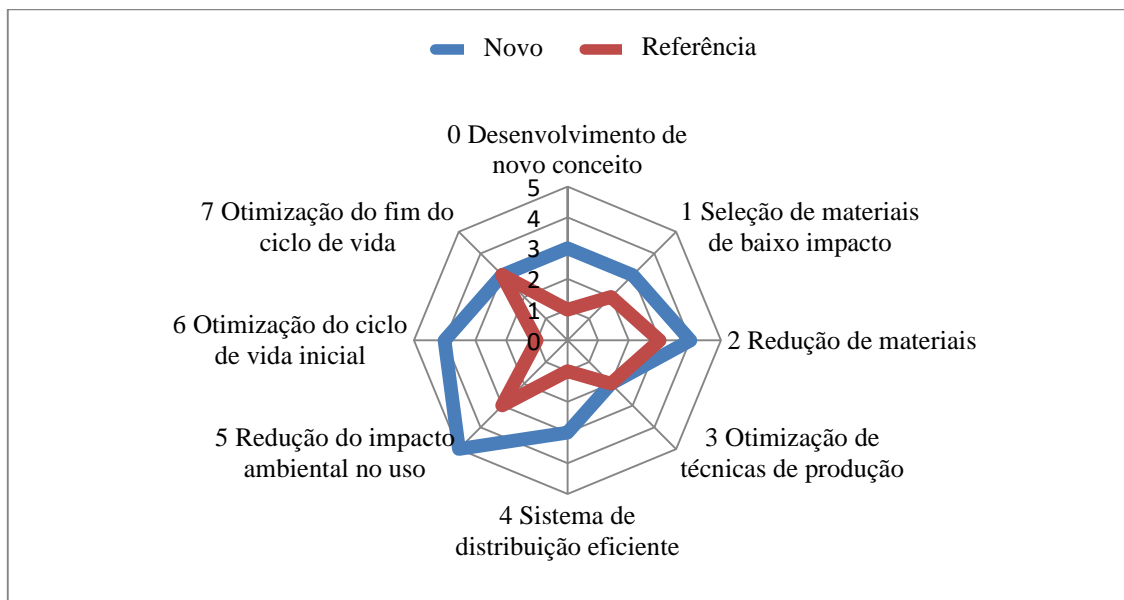 Novo Referência
0 Desenvolvimento de
novo conceito
5
4
3
2
1
0
1 Seleção de materiais
de baixo impacto
2 Redução de materiais
3 Otimização de
técnicas de produção
4 Sistema de
distribuição eficiente
5 Redução do impacto
ambiental no uso
6 Otimização do ciclo
de vida inicial
7 Otimização do fim do
ciclo de vida